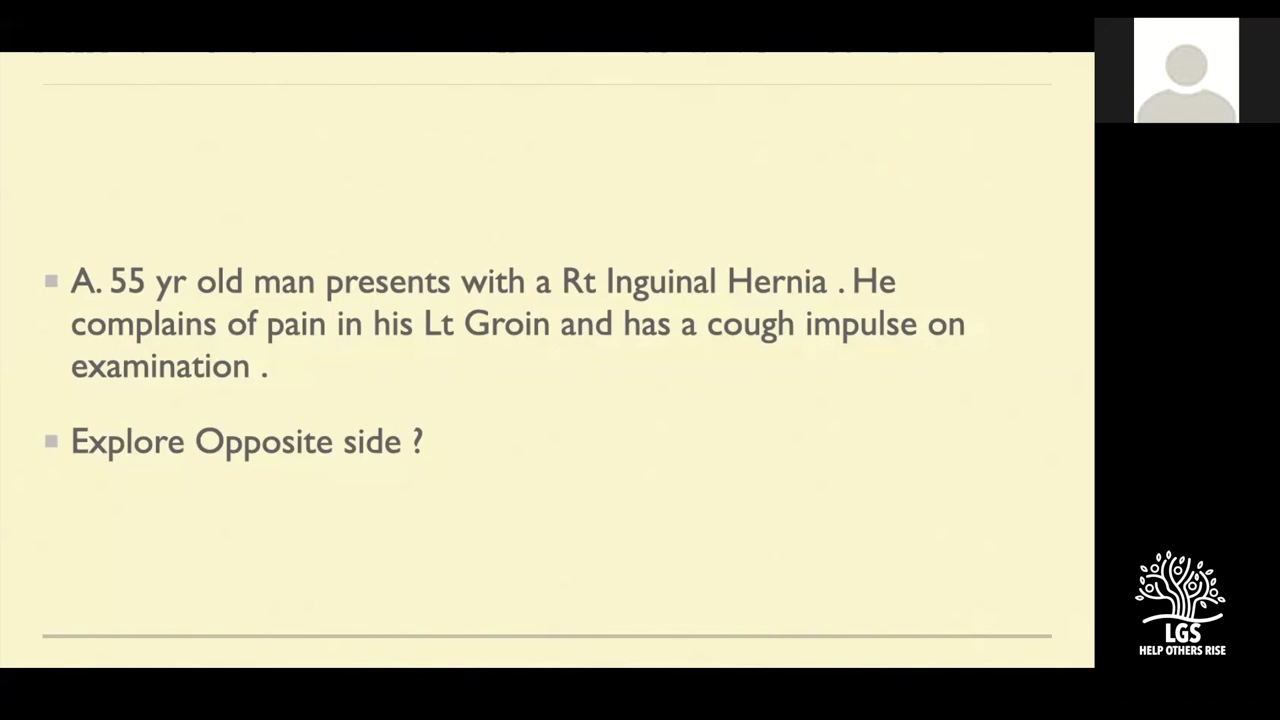 A. 55 yr old man presents with a Rt Inguinal Hernia . He
complains of pain in his Lt Groin and has a cough impulse on
examination .
Explore Opposite side ?
LGS
HELP OTHERS RISE